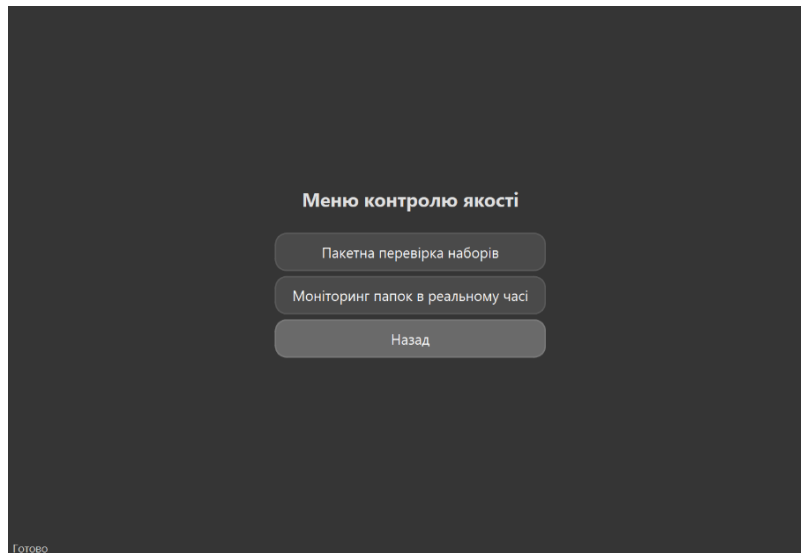 Меню контролю якості
Пакетна перевірка наборів
Моніторинг папок в реальному часі
Назад
Готово